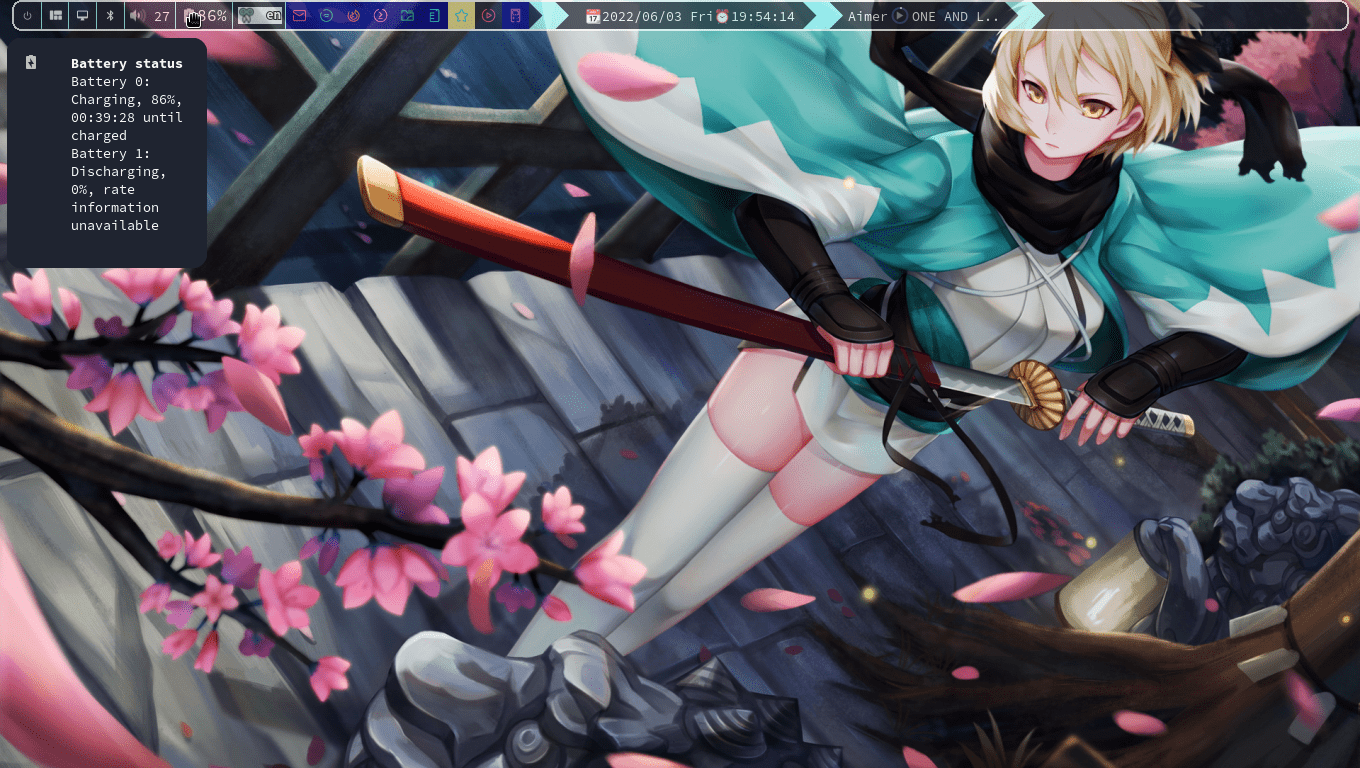 27
86%
en
📅2022/06/03 Fri⏰19:54:14
Aimer ONE AND L..
Battery status
Battery 0:
Charging, 86%,
00:39:28 until
charged
Battery 1:
Discharging,
0%, rate
information
unavailable